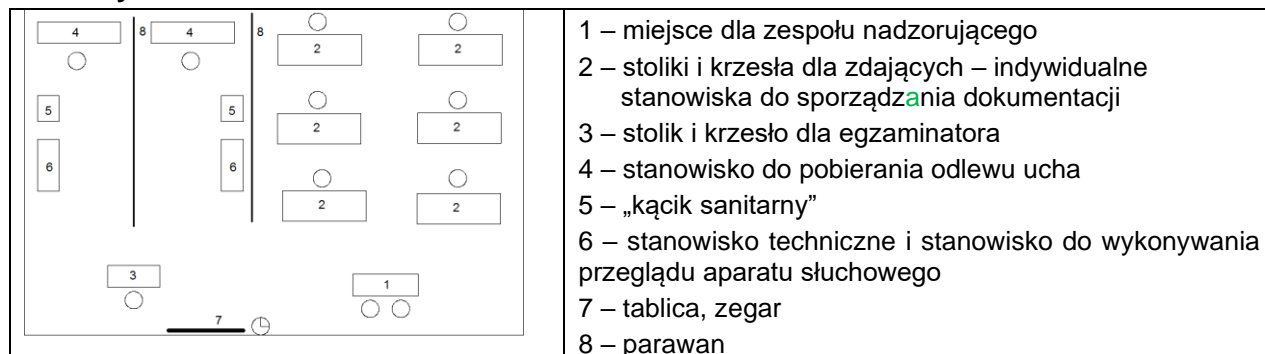 4 8 4 8 2 2
5 5 2 2
6 6 2 2
3 1
7
1 – miejsce dla zespołu nadzorującego
2 – stoliki i krzesła dla zdających – indywidualne
stanowiska do sporządzania dokumentacji
3 – stolik i krzesło dla egzaminatora
4 – stanowisko do pobierania odlewu ucha
5 – „kącik sanitarny”
6 – stanowisko techniczne i stanowisko do wykonywania
przeglądu aparatu słuchowego
7 – tablica, zegar
8 – parawan